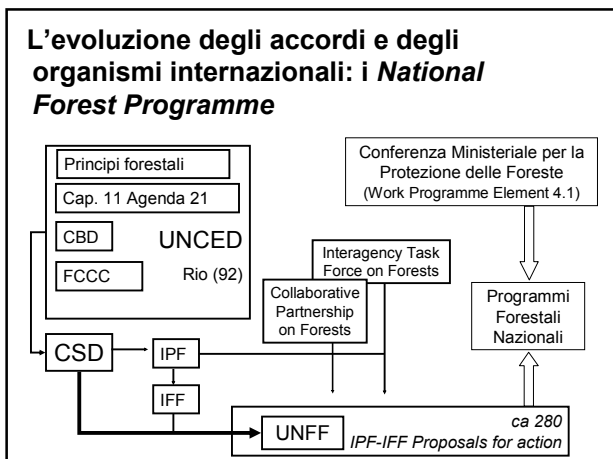 L'evoluzione degli accordi e degli
organismi internazionali: i National
Forest Programme
Principi forestali
Cap. 11 Agenda 21
CBD
UNCED
FCCC
Rio (92)
Conferenza Ministeriale per la
Protezione delle Foreste
(Work Programme Element 4.1)
Interagency Task
Force on Forests
Collaborative
Partnership
on Forests
Programmi
Forestali
Nazionali
CSD
IPF
IFF
UNFF
ca 280
IPF-IFF Proposals for action